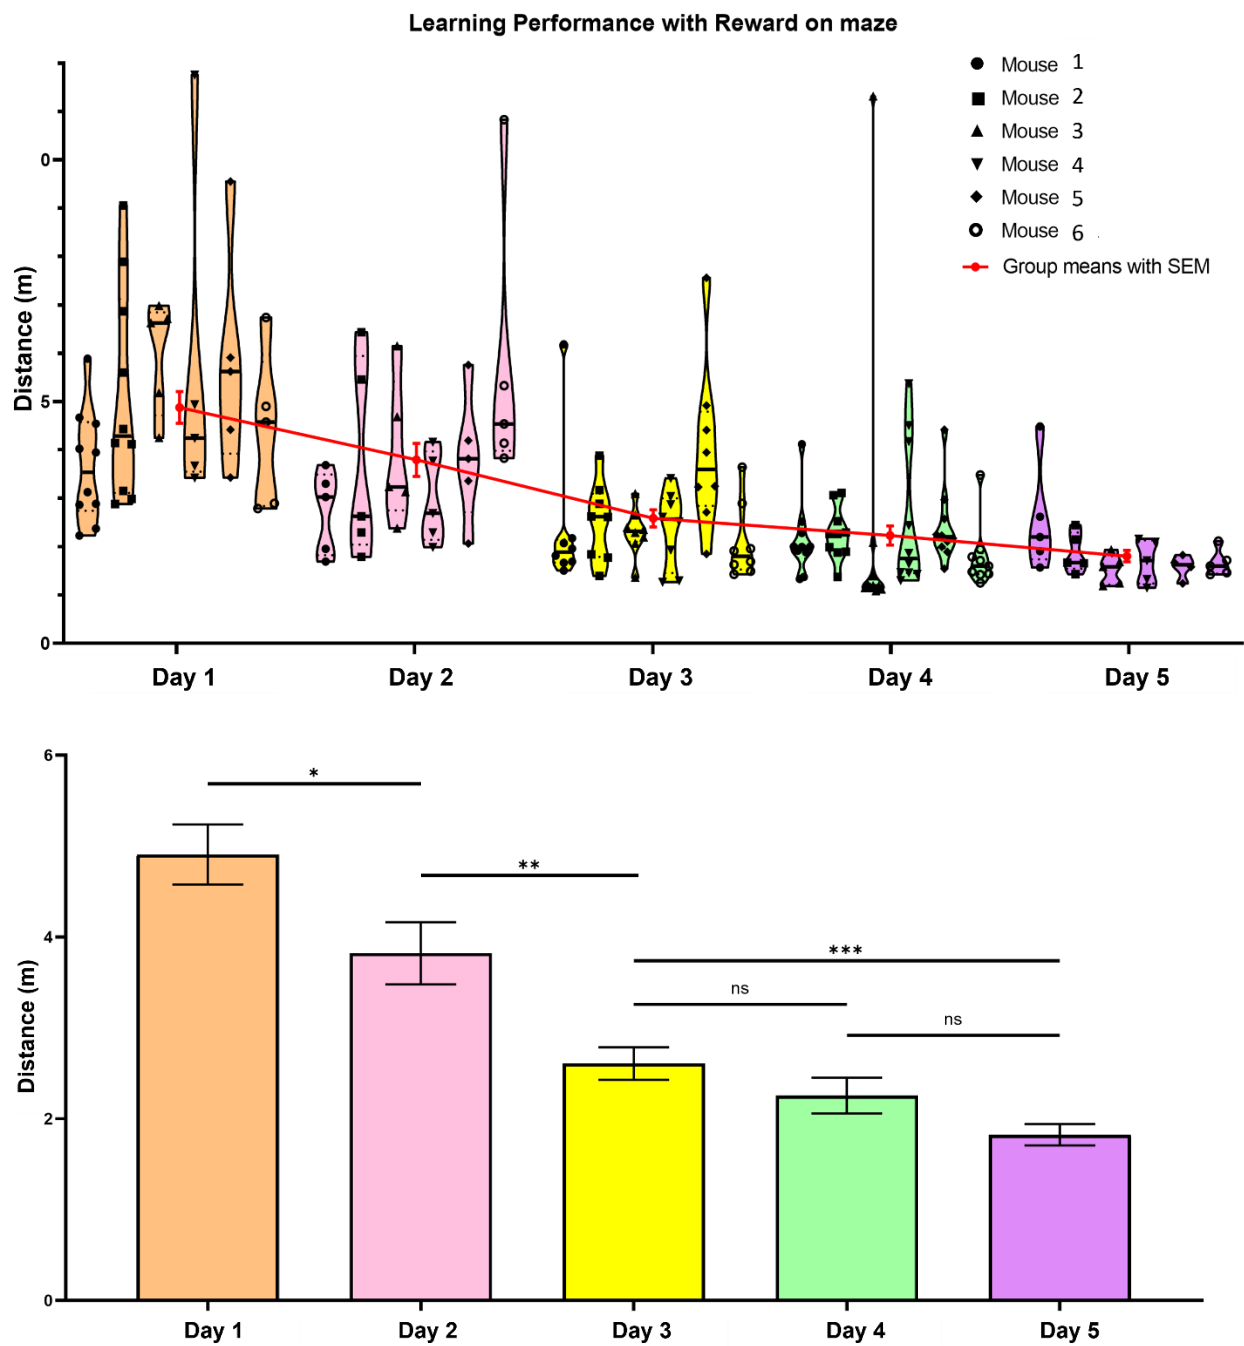 Learning Performance with Reward on maze
Mouse 1
Mouse 2
Mouse 3
Mouse 4
Mouse 5
Mouse 6
Group means with SEM
Distance (m)
0
5
0
Day 1 Day 2 Day 3 Day 4 Day 5
6
*
**
***
ns
ns
4
Distance (m)
2
0
Day 1 Day 2 Day 3 Day 4 Day 5